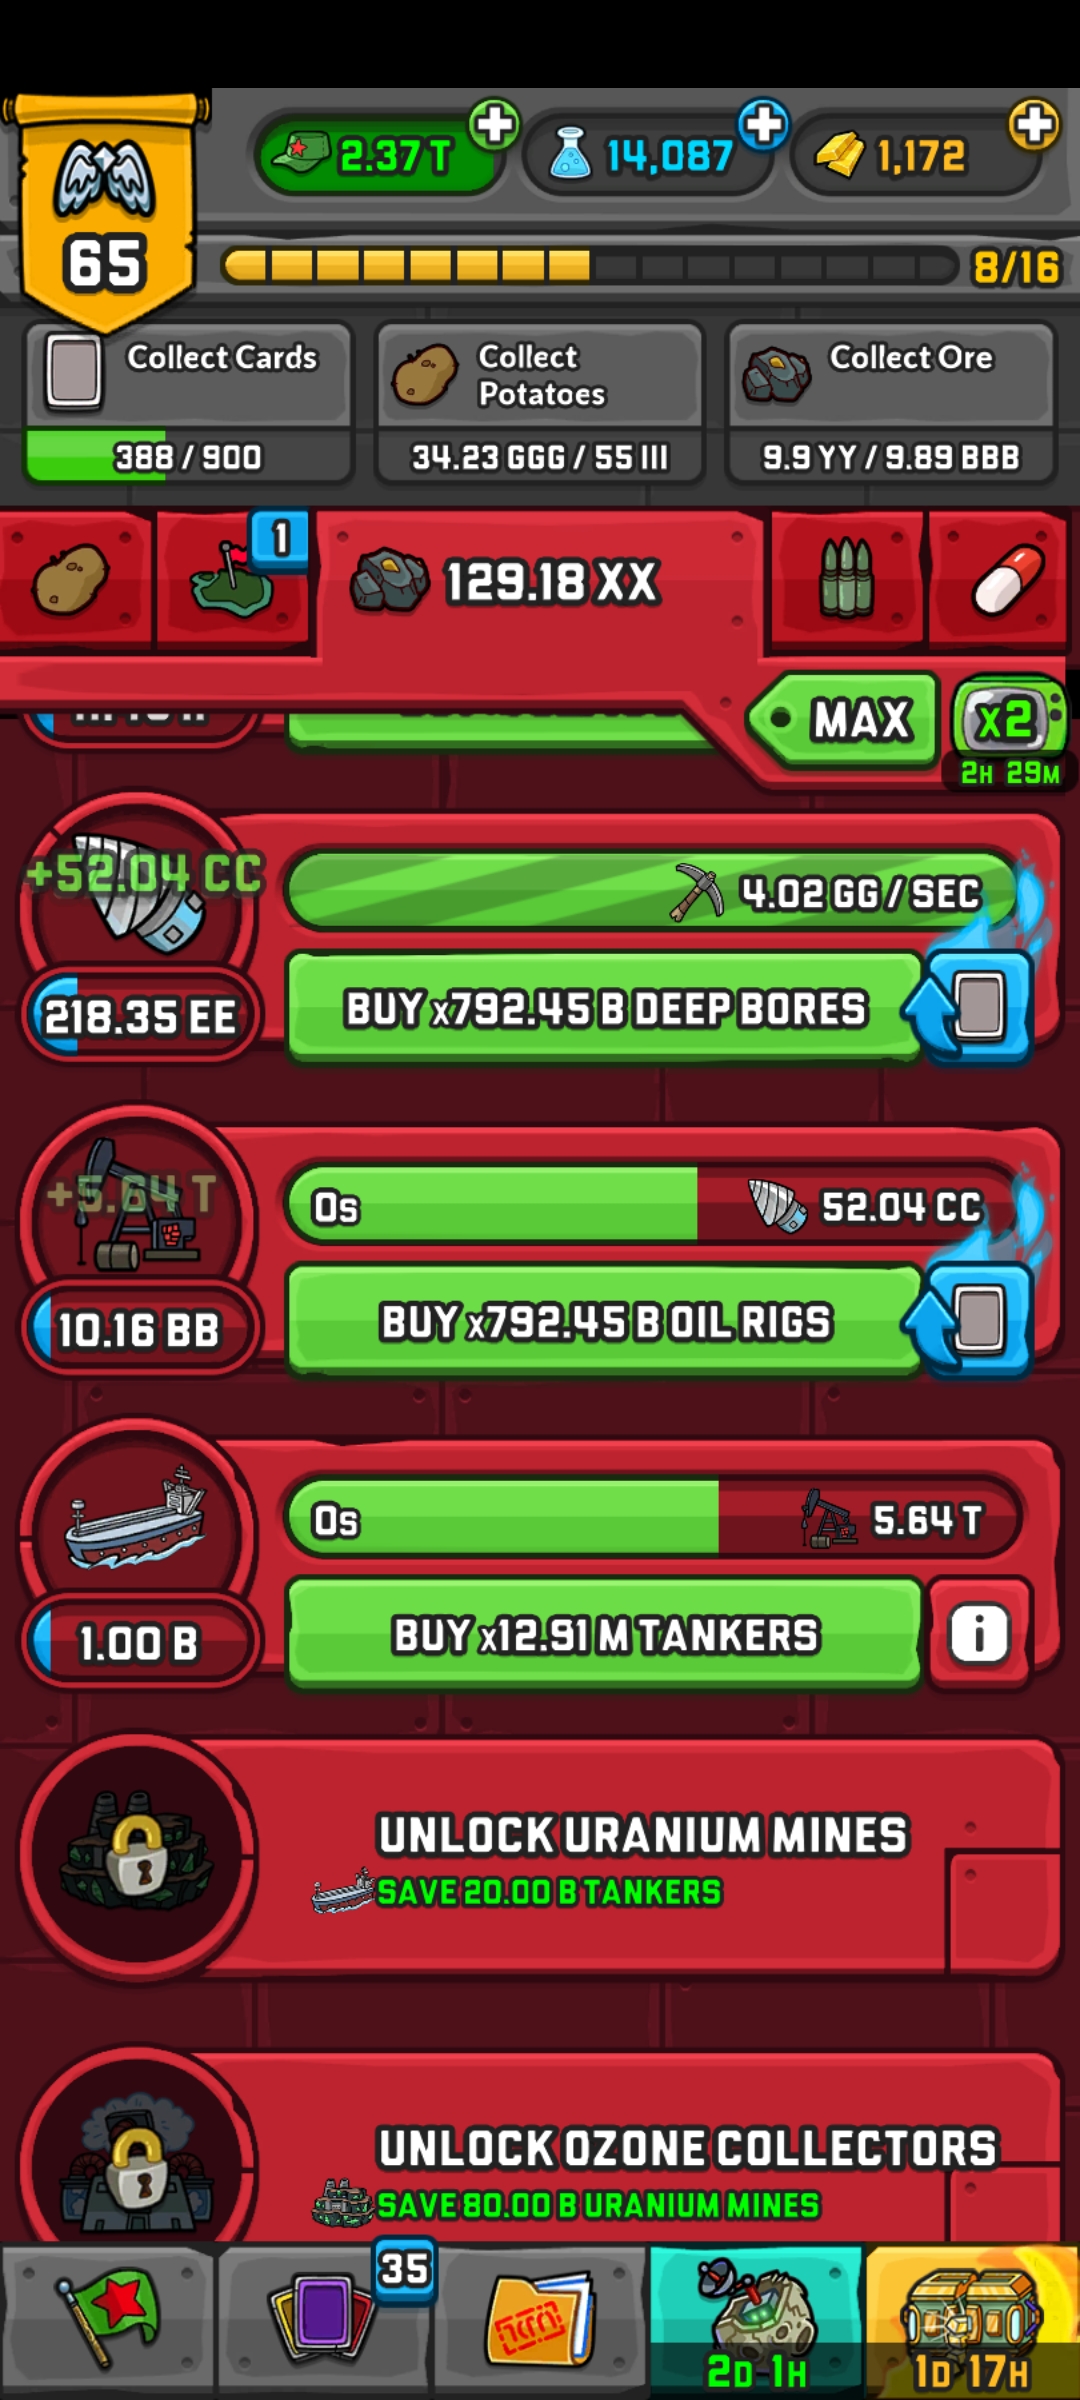 2.37 T
14,087
1,172
65
8/16
Collect Cards
388 / 900
Collect
Potatoes
34.23 GGG / 55 III
Collect Ore
9.9 YY / 9.89 BBB
1
129.18 XX
MAX
x2
2H 29M
+52.04 CC
4.02 GG / SEC
218.35 EE
BUY x792.45 B DEEP BORES
+5.64 T
0s
52.04 CC
10.16 BB
BUY x792.45 B OIL RIGS
0s
5.64 T
1.00 B
BUY x12.91 M TANKERS
i
UNLOCK URANIUM MINES
SAVE 20.00 B TANKERS
UNLOCK OZONE COLLECTORS
SAVE 80.00 B URANIUM MINES
35
2D 1H
1D 17H